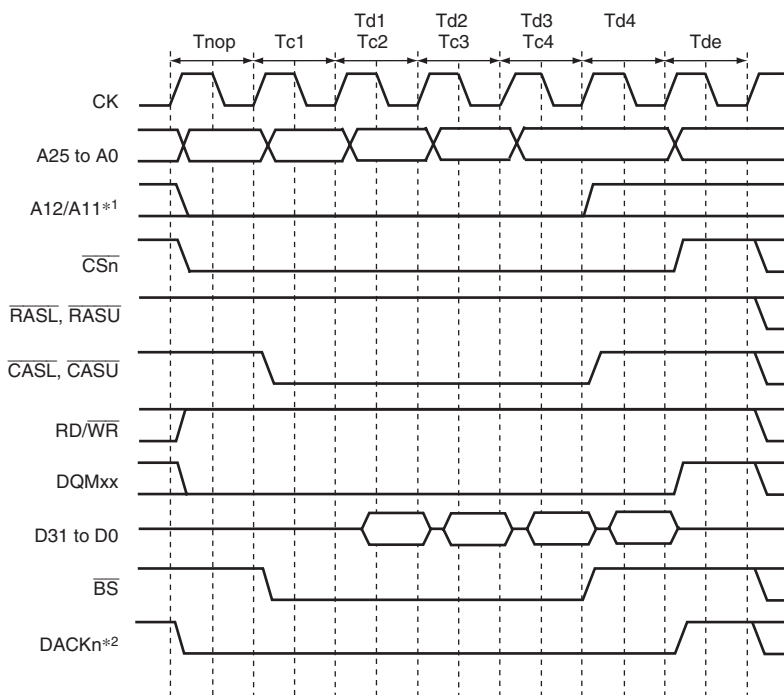 Td1 Td2 Td3 Td4
Tnop Tc1 Tc2 Tc3 Tc4 Tde
CK
A25 to A0
A12/A11*1
CSn
RASL, RASU
CASL, CASU
RD/WR
DQMxx
D31 to D0
BS
DACKn*2